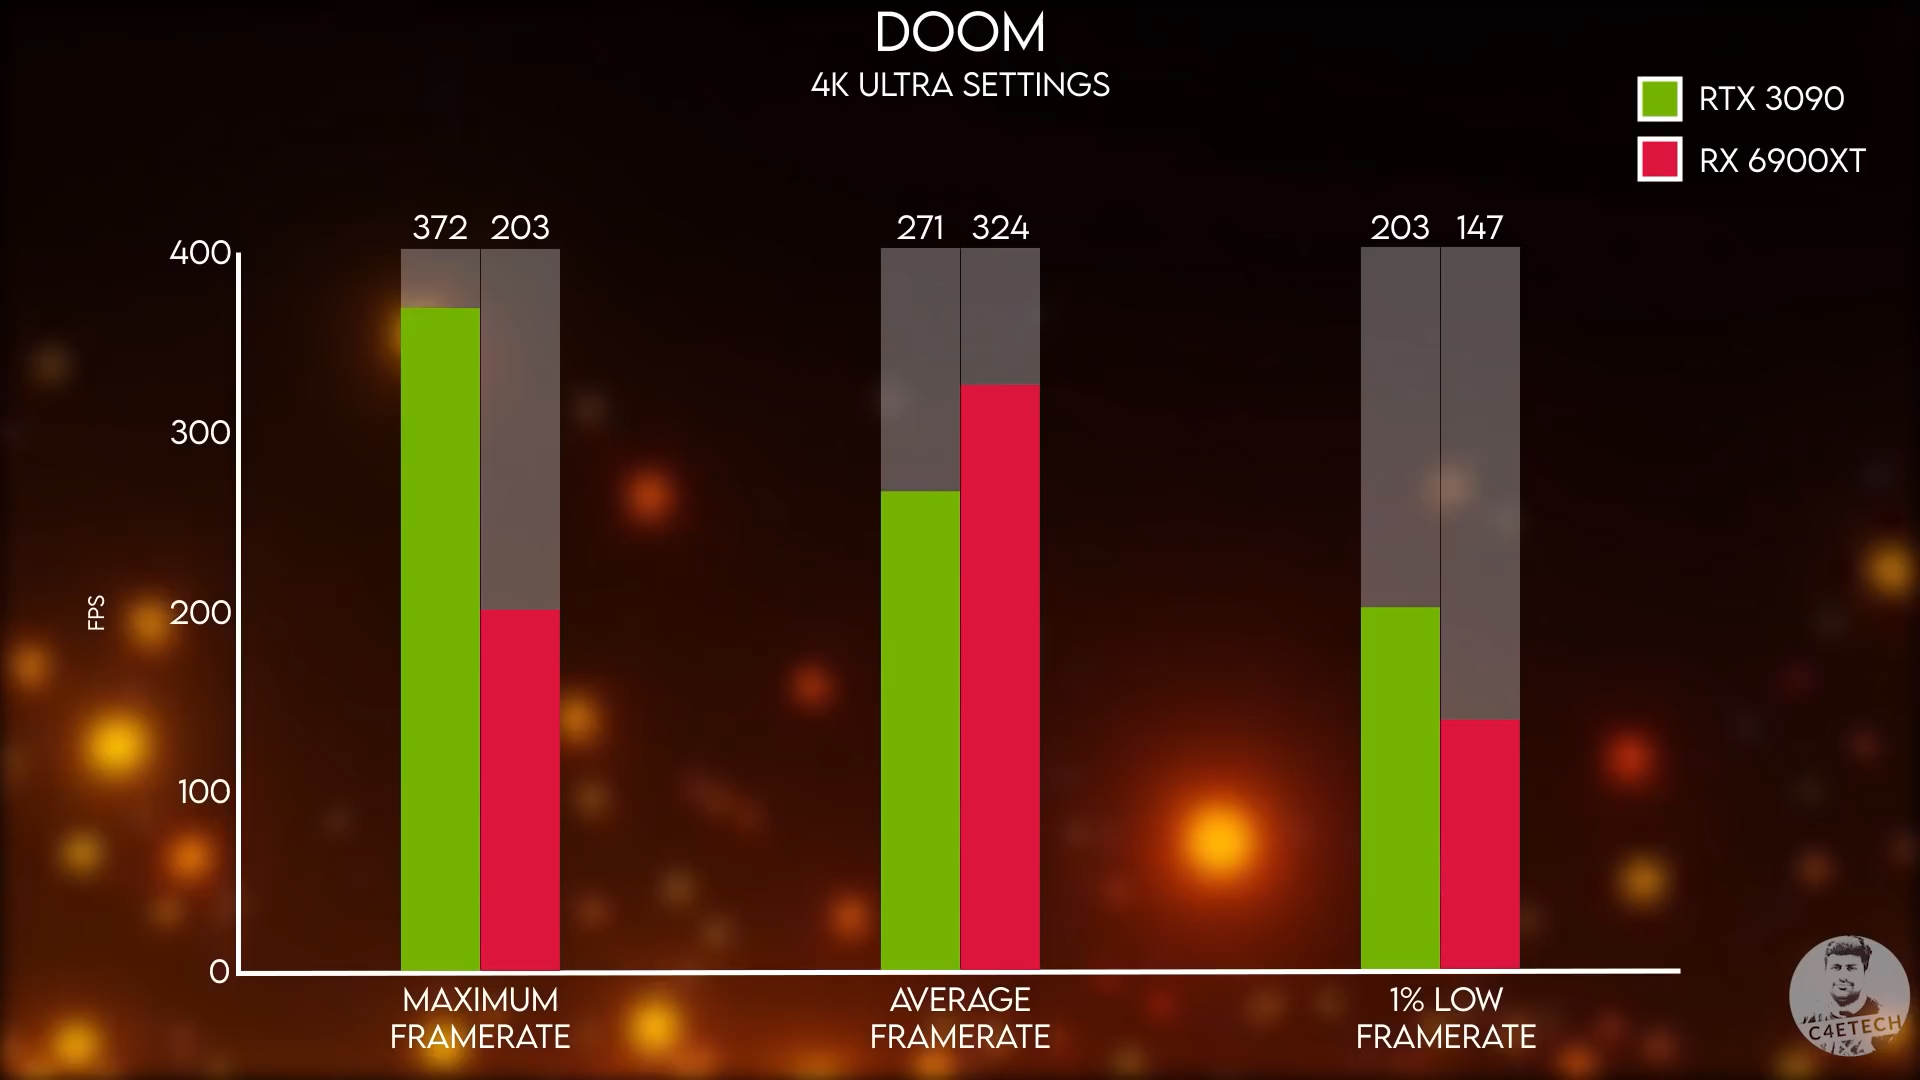 DOOM
4K ULTRA SETTINGS
RTX 3090
RX 6900XT
372 203
271 324
203 147
400
300
200
100
0
FPS
MAXIMUM
FRAMERATE
AVERAGE
FRAMERATE
1% LOW
FRAMERATE
C4ETECH